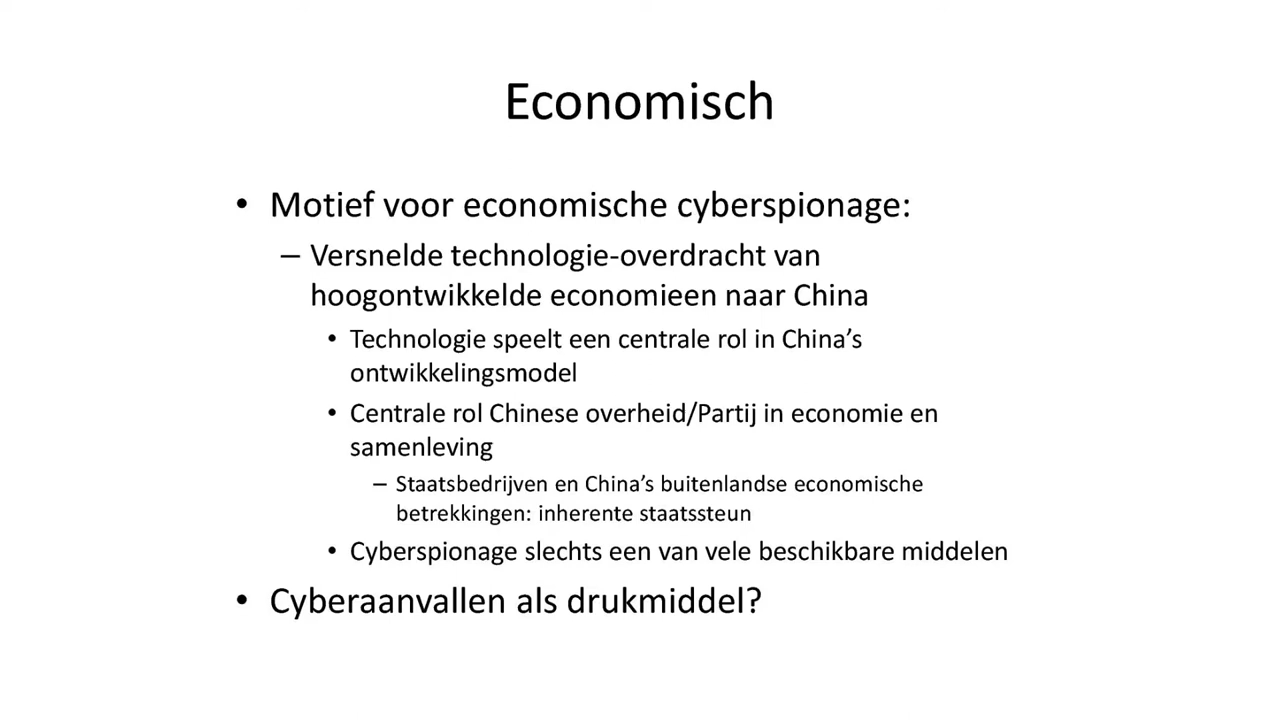 Economisch
• Motief voor economische cyberspionage:
– Versnelde technologie-overdracht van
hoogontwikkelde economieen naar China
• Technologie speelt een centrale rol in China’s
ontwikkelingsmodel
• Centrale rol Chinese overheid/Partij in economie en
samenleving
– Staatsbedrijven en China’s buitenlandse economische
betrekkingen: inherente staatssteun
• Cyberspionage slechts een van vele beschikbare middelen
• Cyberaanvallen als drukmiddel?